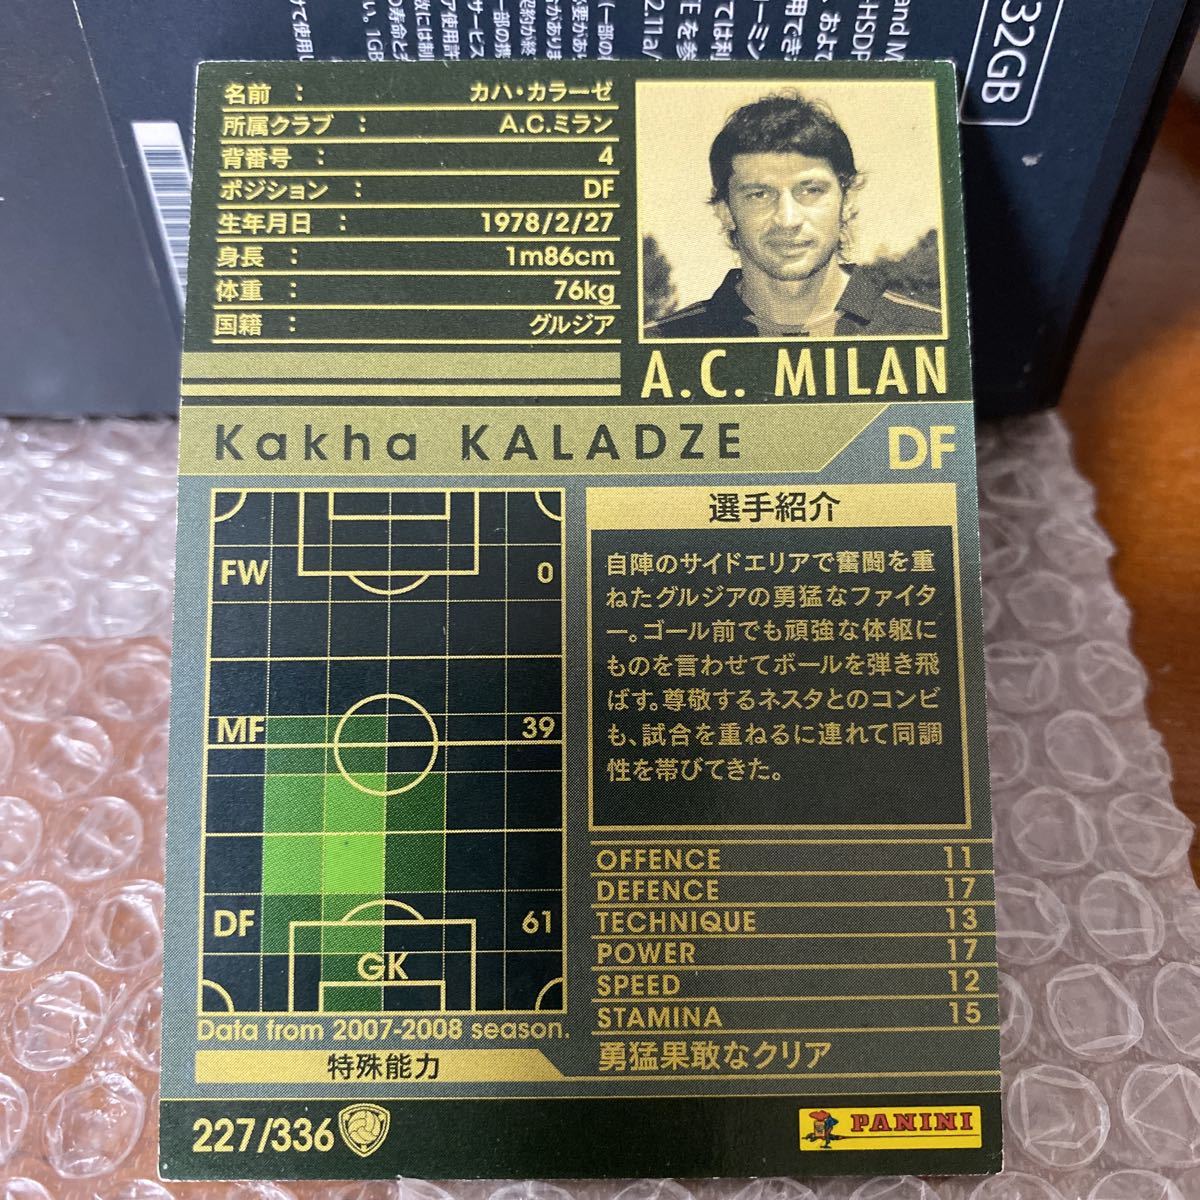 32GB
名前 : カハ・カラーゼ
所属クラブ : A.C.ミラン
背番号 : 4
ポジション : DF
生年月日 : 1978/2/27
身長 : 1m86cm
体重 : 76kg
国籍 : グルジア
A.C. MILAN
Kakha KALADZE DF
FW 0
MF 39
DF 61
GK
Data from 2007-2008 season.
選手紹介
自陣のサイドエリアで奮闘を重
ねたグルジアの勇猛なファイタ
ー。ゴール前でも頑強な体躯に
ものを言わせてボールを弾き飛
ばす。尊敬するネスタとのコンビ
も、試合を重ねるに連れて同調
性を帯びてきた。
OFFENCE 11
DEFENCE 17
TECHNIQUE 13
POWER 17
SPEED 12
STAMINA 15
特殊能力
勇猛果敢なクリア
227/336
PANINI